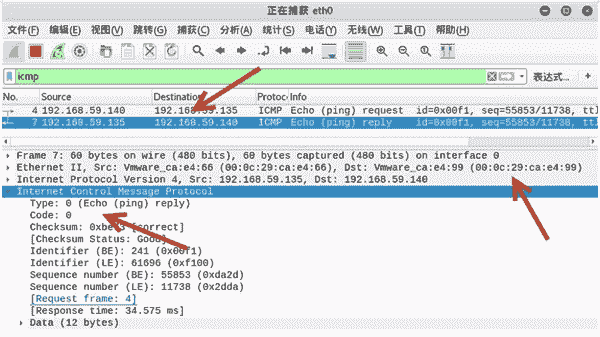 正在捕获 eth0
文件(F) 编辑(E) 视图(V) 跳转(G) 捕获(C) 分析(A) 统计(S) 电话(Y) 无线(W) 工具(T) 帮助(H)
icmp 表达式… +
No. Source Destination Protoc Info
4 192.168.59.140 192.168.59.135 ICMP Echo (ping) request id=0x00f1, seq=55853/11738, ttl
7 192.168.59.135 192.168.59.140 ICMP Echo (ping) reply id=0x00f1, seq=55853/11738, ttl
Frame 7: 60 bytes on wire (480 bits), 60 bytes captured (480 bits) on interface 0
Ethernet II, Src: Vmware_ca:e4:66 (00:0c:29:ca:e4:66), Dst: Vmware_ca:e4:99 (00:0c:29:ca:e4:99)
Internet Protocol Version 4, Src: 192.168.59.135, Dst: 192.168.59.140
Internet Control Message Protocol
Type: 0 (Echo (ping) reply)
Code: 0
Checksum: [correct]
[Checksum Status: Good]
Identifier (BE): 241 (0x00f1)
Identifier (LE): 61696 (0xf100)
Sequence number (BE): 55853 (0xda2d)
Sequence number (LE): 11738 (0x2dda)
[Request frame: 4]
[Response time: 34.575 ms]
Data (12 bytes)